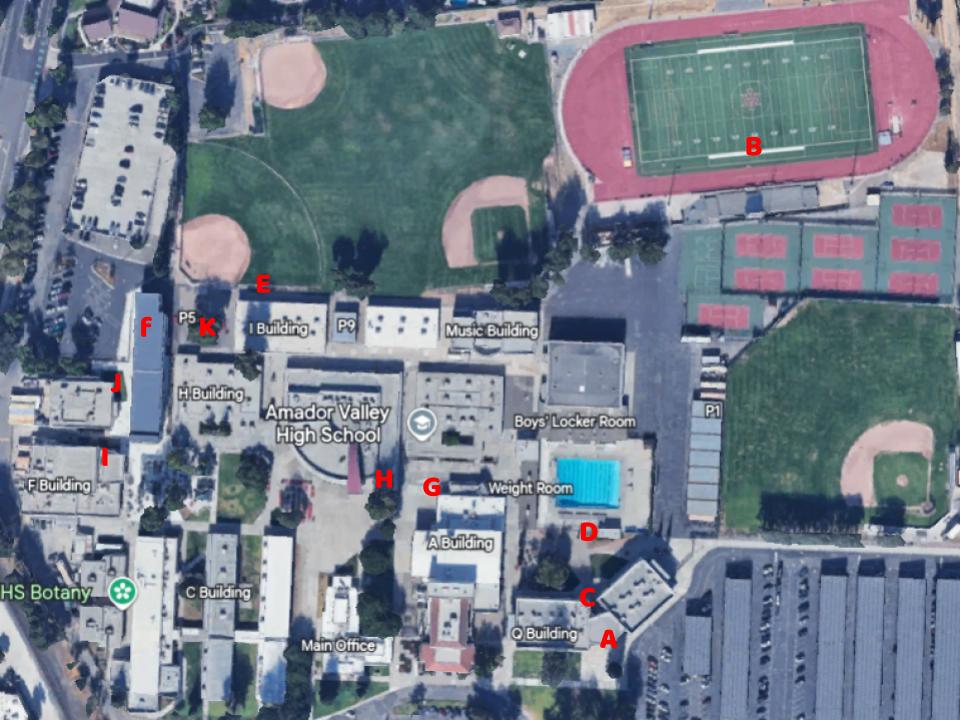 B
E
F
P5
K
I Building
P9
Music Building
J
H Building
Amador Valley
High School
Boys' Locker Room
P1
I
F Building
H
G
Weight Room
D
A Building
HS Botany
C Building
C
Q Building
A
Main Office